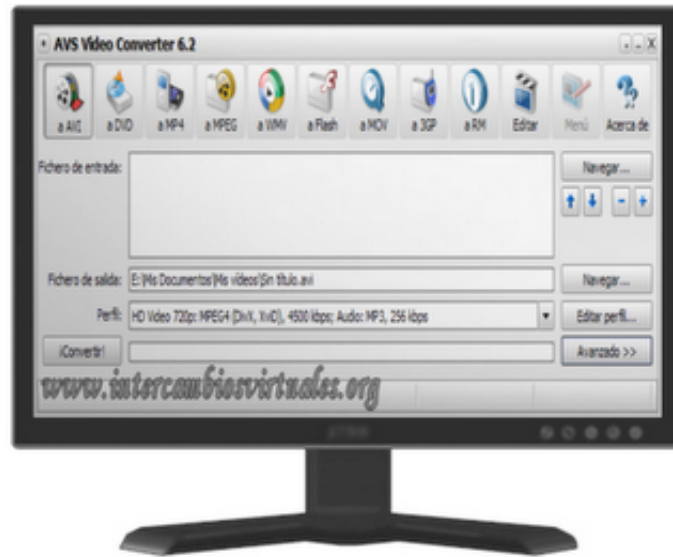 AVS Video Converter 6.2
a AVI a DVD a MP4 a MPEG a WMV a Flash a MOV a 3GP a RM Editar Menú Acerca de
Fichero de entrada: Navegar...
Fichero de salida: E:\Mis Documentos\Mis vídeos\Sin título.avi Navegar...
Perfil: HD Video 720p: MPEG4 (DivX, XviD), 4500 kbps; Audio: MP3, 256 kbps Editar perfil...
¡Convertir! Avanzado >>
www.intercambiosvirtuales.org